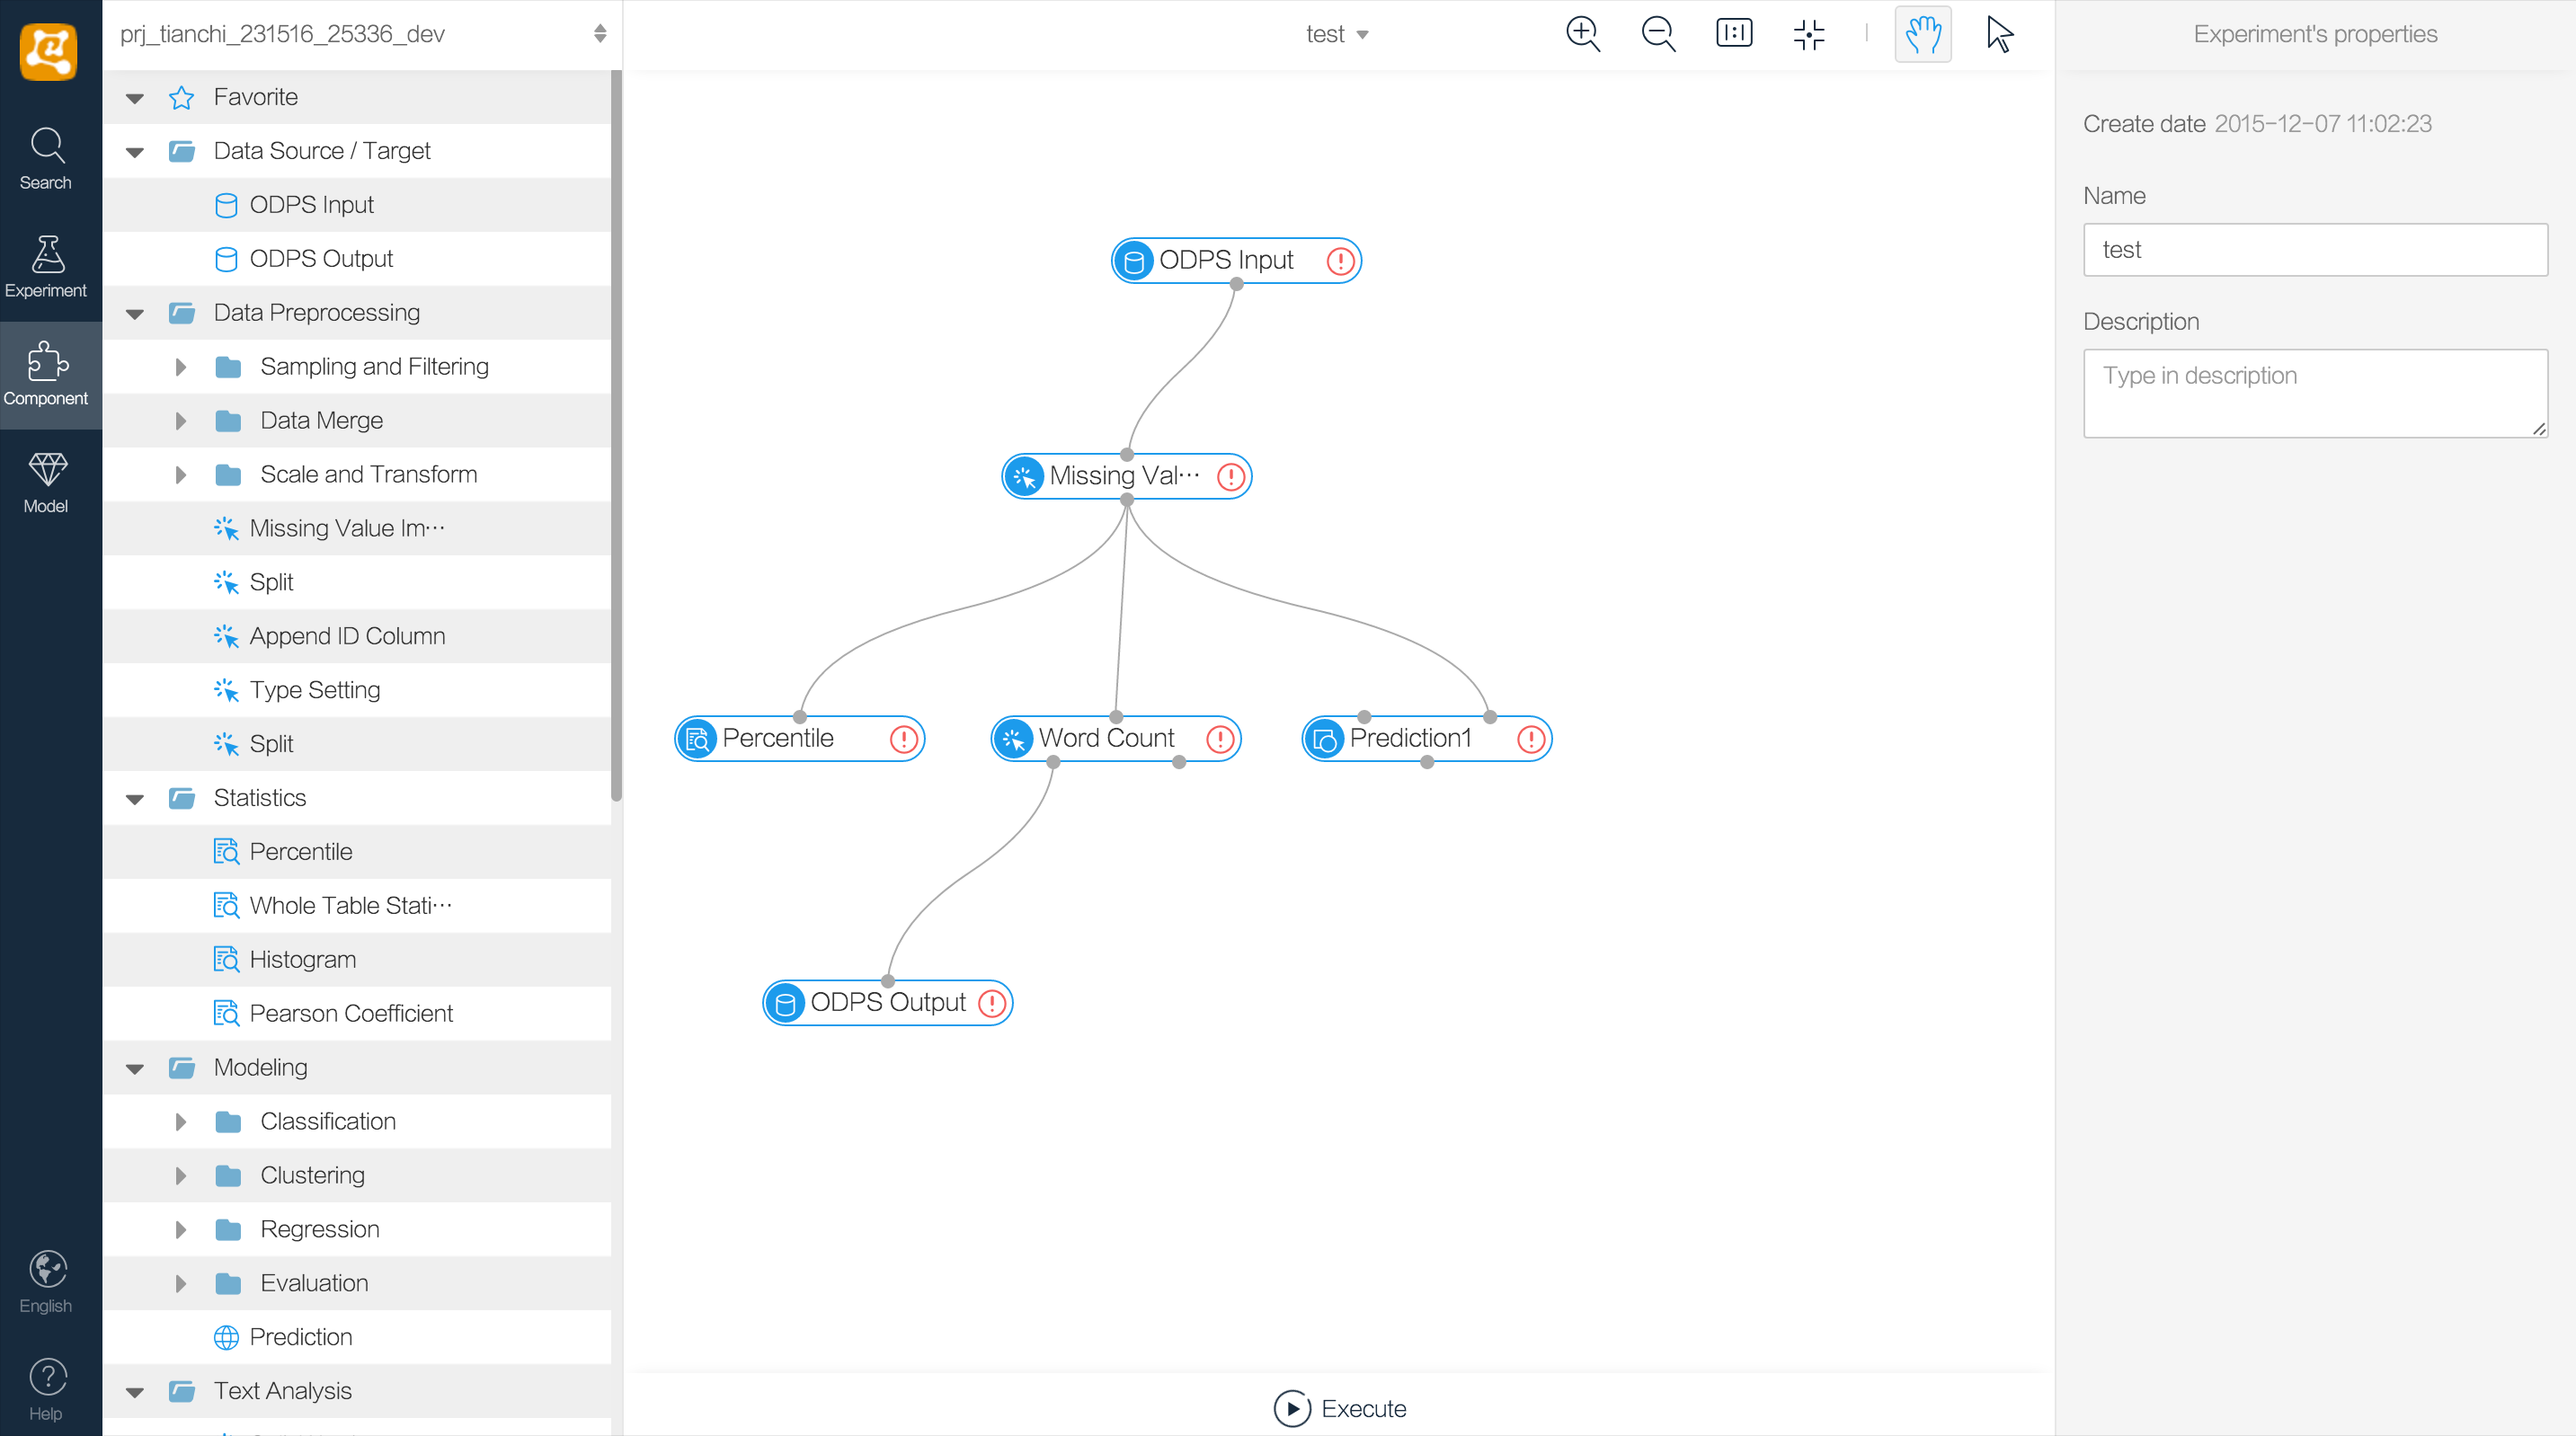 prj_tianchi_231516_25336_dev
Search
Experiment
Component
Model
English
Help
Favorite
Data Source / Target
ODPS Input
ODPS Output
Data Preprocessing
Sampling and Filtering
Data Merge
Scale and Transform
Missing Value Im···
Split
Append ID Column
Type Setting
Split
Statistics
Percentile
Whole Table Stati···
Histogram
Pearson Coefficient
Modeling
Classification
Clustering
Regression
Evaluation
Prediction
Text Analysis
test
ODPS Input
Missing Val···
Percentile
Word Count
Prediction1
ODPS Output
Execute
Experiment's properties
Create date 2015-12-07 11:02:23
Name
test
Description
Type in description